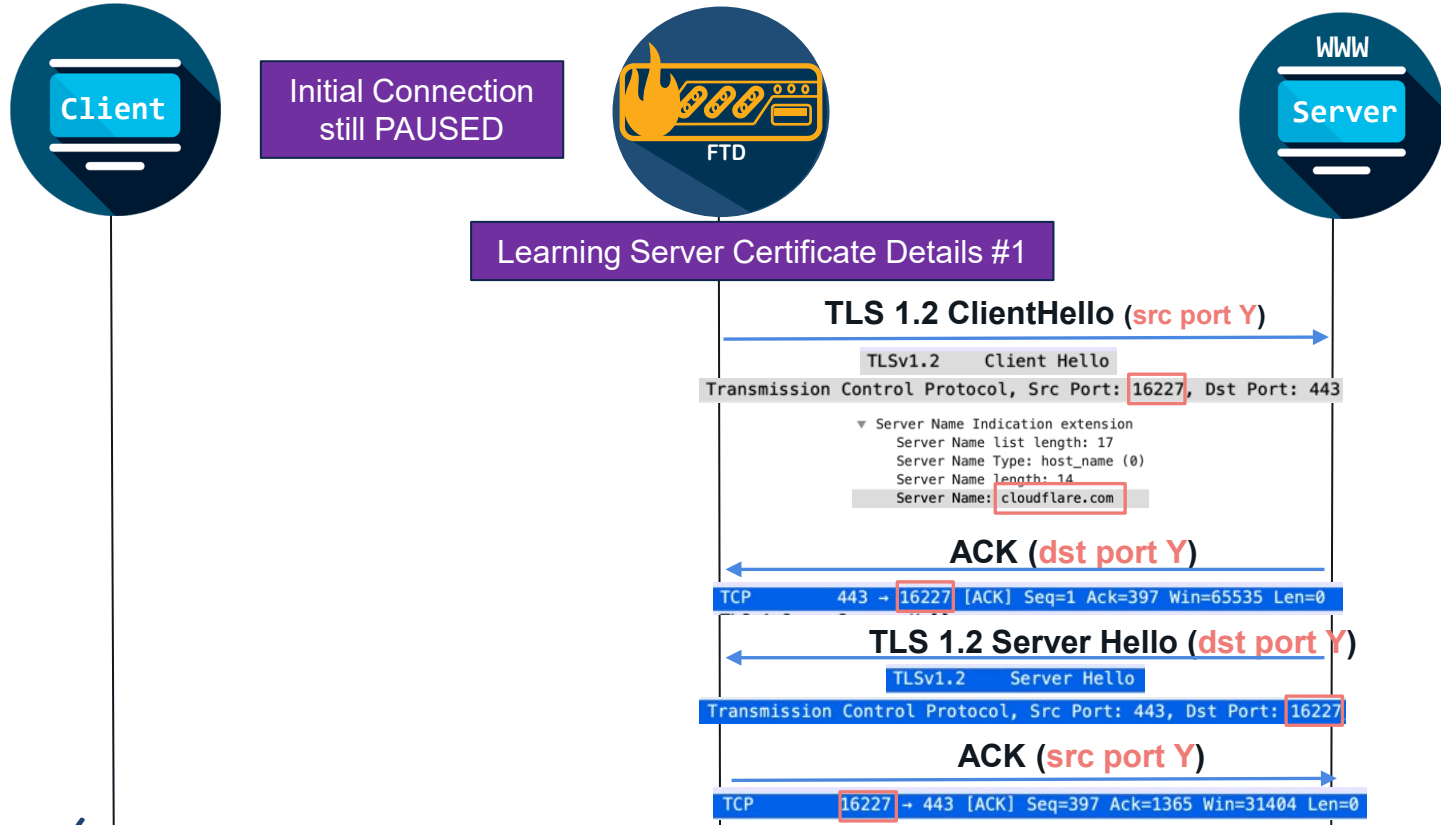 Client
Initial Connection
still PAUSED
FTD
WWW
Server
Learning Server Certificate Details #1
TLS 1.2 ClientHello (src port Y)
TLSv1.2 Client Hello
Transmission Control Protocol, Src Port: 16227, Dst Port: 443
▼ Server Name Indication extension
Server Name list length: 17
Server Name Type: host_name (0)
Server Name length: 14
Server Name: cloudflare.com
ACK (dst port Y)
TCP 443 → 16227 [ACK] Seq=1 Ack=397 Win=65535 Len=0
TLS 1.2 Server Hello (dst port Y)
TLSv1.2 Server Hello
Transmission Control Protocol, Src Port: 443, Dst Port: 16227
ACK (src port Y)
TCP 16227 → 443 [ACK] Seq=397 Ack=1365 Win=31404 Len=0